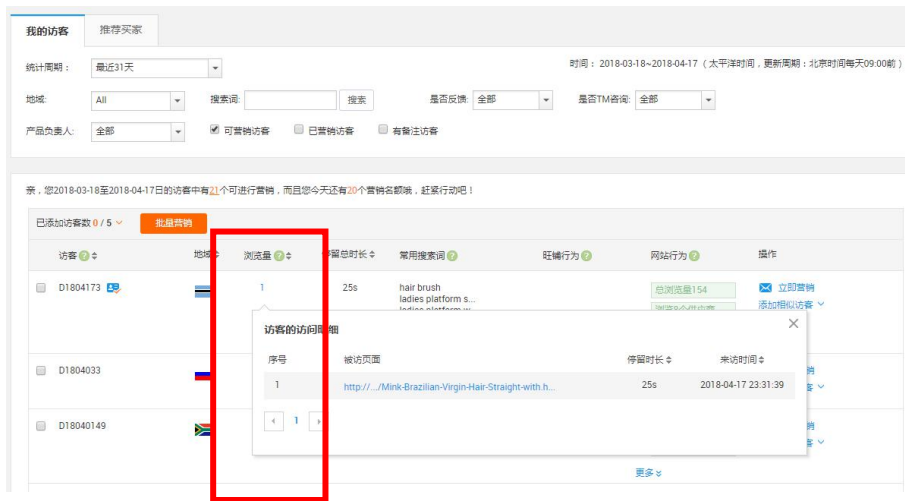 我的访客 推荐买家
统计周期： 最近31天 时间： 2018-03-18~2018-04-17 （太平洋时间，更新周期：北京时间每天09:00前）
地域: All 搜索词: 搜索 是否反馈: 全部 是否TM咨询: 全部
产品负责人: 全部 可营销访客 已营销访客 有备注访客
亲，您2018-03-18至2018-04-17日的访客中有21个可进行营销，而且您今天还有20个营销名额哦，赶紧行动吧！
已添加访客数 0 / 5 批量营销
访客 地域 浏览量 停留总时长 常用搜索词 旺铺行为 网站行为 操作
D1804173 1 25s hair brush 总浏览量154 立即营销
ladies platform s... 添加相似访客
访客的访问明细
序号 被访页面 停留时长 来访时间
1 http://.../Mink-Brazilian-Virgin-Hair-Straight-with.h... 25s 2018-04-17 23:31:39
D1804033
1
D18040149
更多